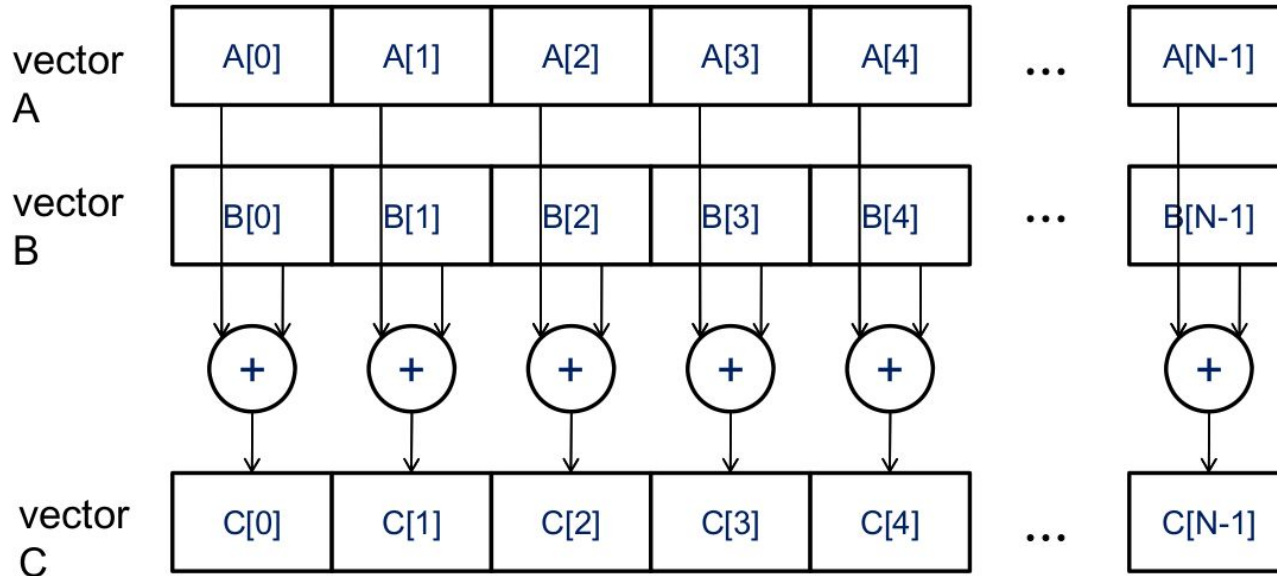 vector A[0] A[1] A[2] A[3] A[4] ... A[N-1]
A
vector B[0] B[1] B[2] B[3] B[4] ... B[N-1]
B
+ + + + + +
vector C[0] C[1] C[2] C[3] C[4] ... C[N-1]
C